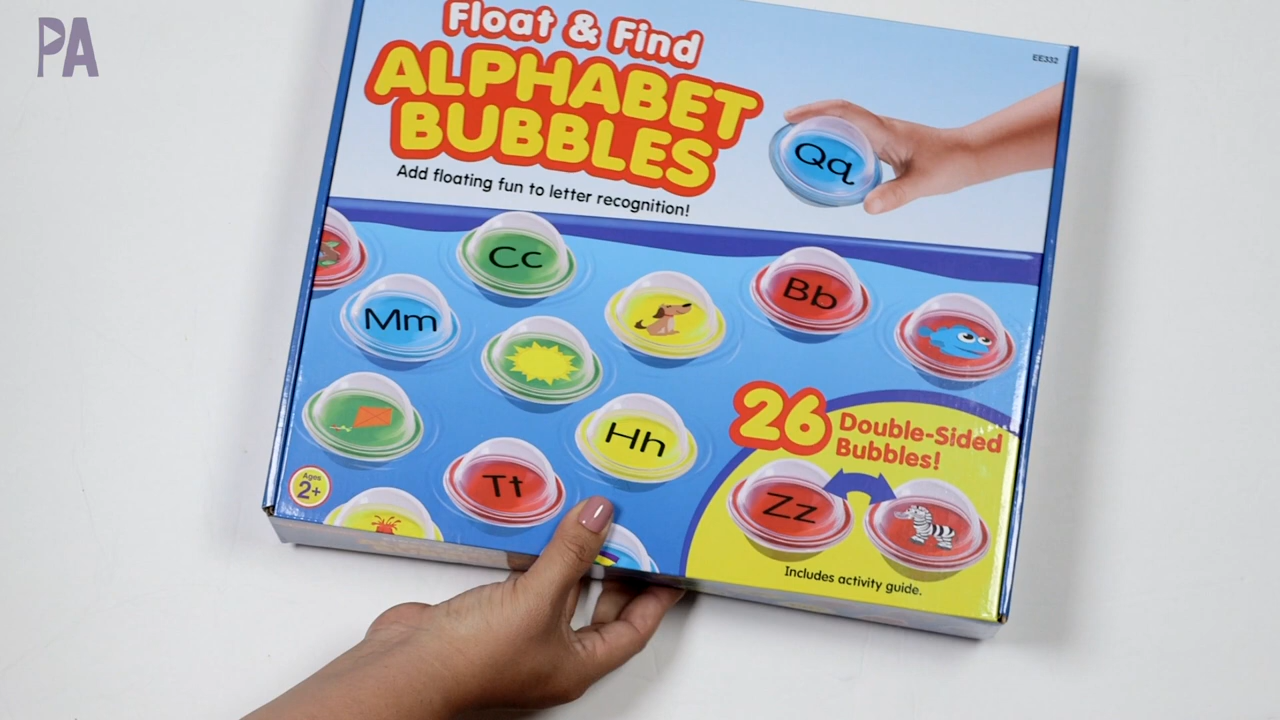 PA
Float & Find
ALPHABET
BUBBLES
Add floating fun to letter recognition!
EE332
Qq
Cc
Bb
Mm
Hh
Tt
26
Double-Sided
Bubbles!
Zz
Ages
2+
Includes activity guide.